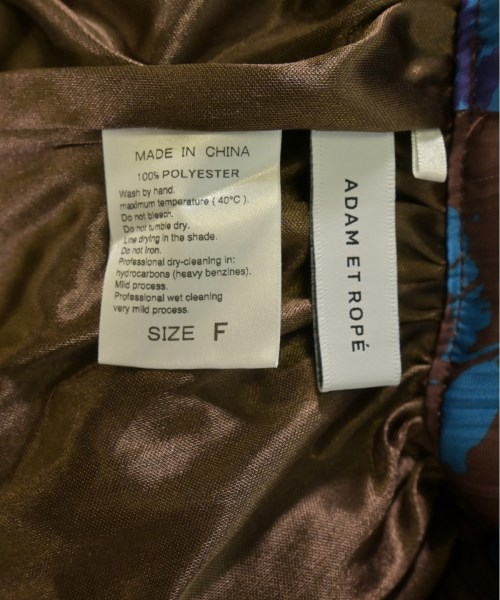 MADE IN CHINA
100% POLYESTER
Wash by hand.
maximum temperature ( 40°C ).
Do not bleach.
Do not tumble dry.
Line drying in the shade.
Do not iron.
Professional dry-cleaning in:
hydrocarbons (heavy benzines).
Mild process.
Professional wet cleaning
very mild process.
SIZE F
ADAM ET ROPÉ